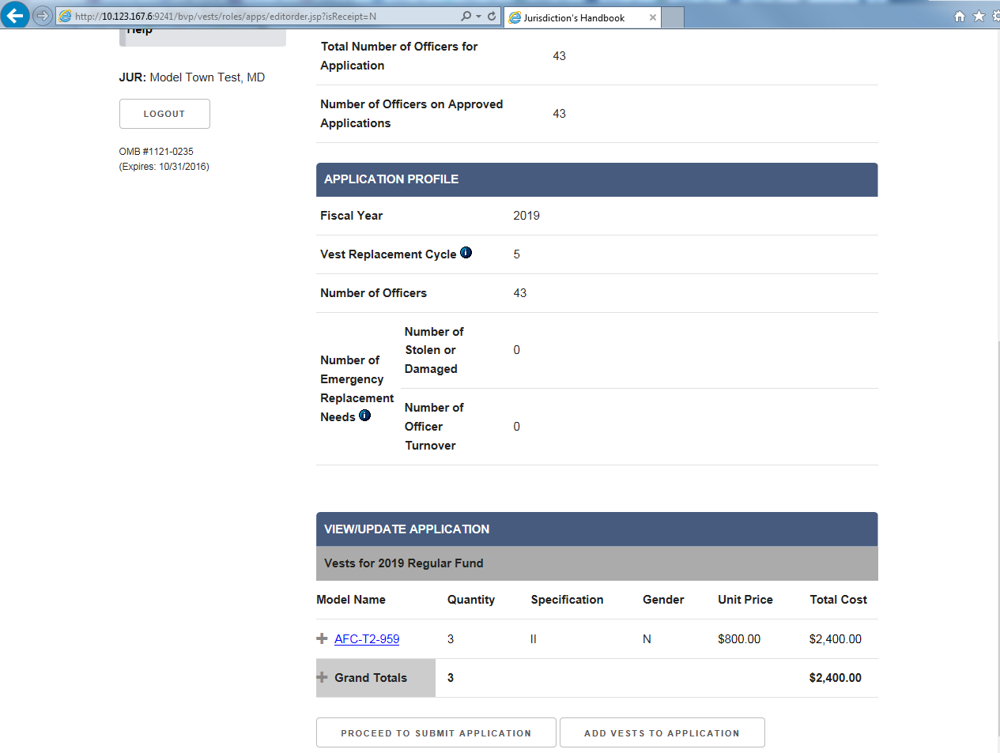 http://10.123.167.6:9241/bvp/vests/roles/apps/editorder.jsp?isReceipt=N
Jurisdiction's Handbook
Help
JUR: Model Town Test, MD
LOGOUT
OMB #1121-0235
(Expires: 10/31/2016)
Total Number of Officers for
Application
43
Number of Officers on Approved
Applications
43
APPLICATION PROFILE
Fiscal Year 2019
Vest Replacement Cycle 5
Number of Officers 43
Number of
Emergency
Replacement
Needs
Number of
Stolen or
Damaged
0
Number of
Officer
Turnover
0
VIEW/UPDATE APPLICATION
Vests for 2019 Regular Fund
Model Name Quantity Specification Gender Unit Price Total Cost
AFC-T2-959 3 II N $800.00 $2,400.00
Grand Totals 3 $2,400.00
PROCEED TO SUBMIT APPLICATION ADD VESTS TO APPLICATION